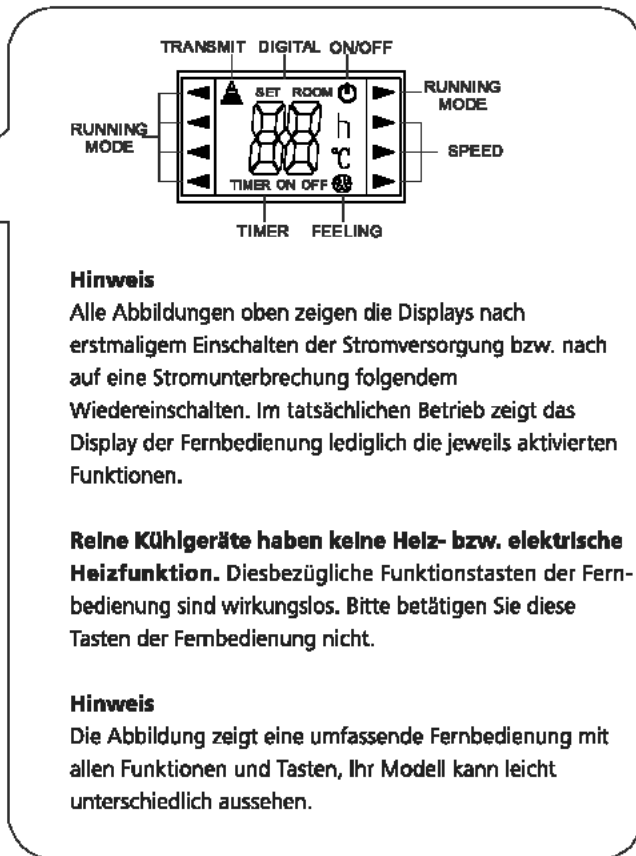 TRANSMIT DIGITAL ON/OFF
SET ROOM
RUNNING
MODE
88
h
°C
RUNNING
MODE
SPEED
TIMER ON OFF
TIMER FEELING
Hinweis
Alle Abbildungen oben zeigen die Displays nach
erstmaligem Einschalten der Stromversorgung bzw. nach
auf eine Stromunterbrechung folgendem
Wiedereinschalten. Im tatsächlichen Betrieb zeigt das
Display der Fernbedienung lediglich die jeweils aktivierten
Funktionen.
Reine Kühlgeräte haben keine Heiz- bzw. elektrische
Heizfunktion. Diesbezügliche Funktionstasten der Fern-
bedienung sind wirkungslos. Bitte betätigen Sie diese
Tasten der Fernbedienung nicht.
Hinweis
Die Abbildung zeigt eine umfassende Fernbedienung mit
allen Funktionen und Tasten, Ihr Modell kann leicht
unterschiedlich aussehen.